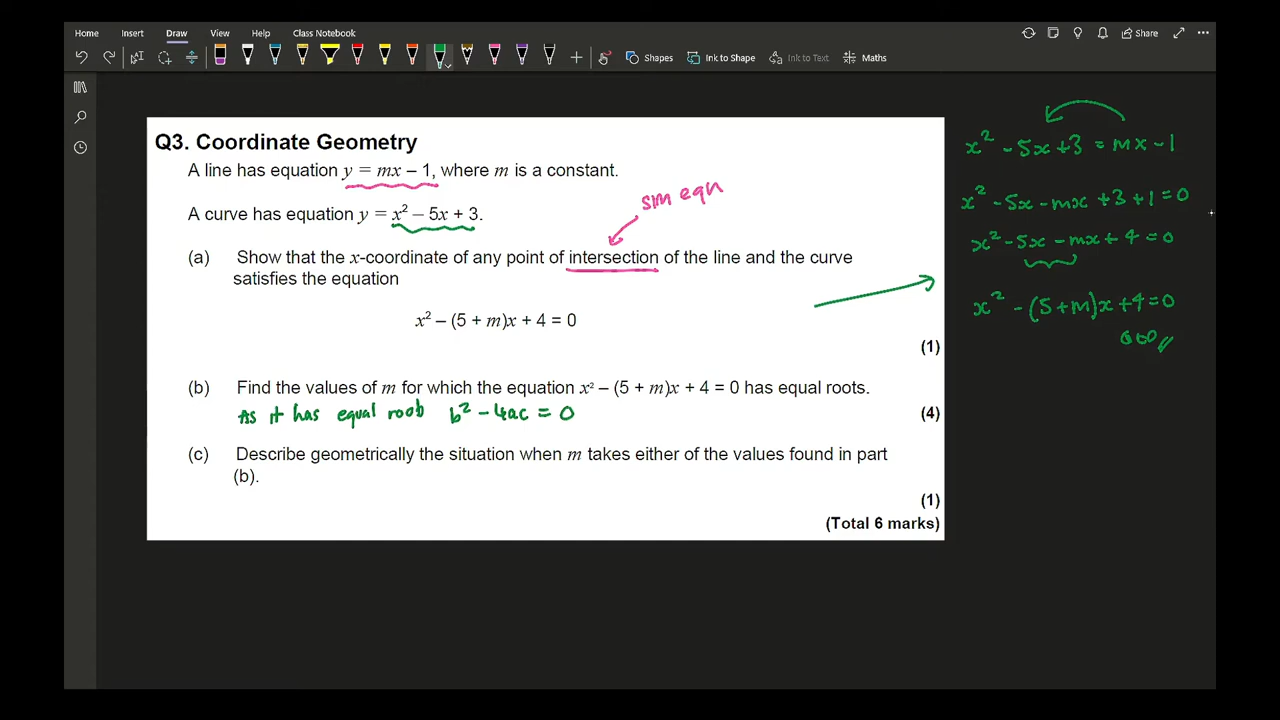 Home Insert Draw View Help Class Notebook Share
Shapes Ink to Shape Ink to Text Maths
Q3. Coordinate Geometry
A line has equation y = mx – 1, where m is a constant.
sim eqn
A curve has equation y = x² – 5x + 3.
(a) Show that the x-coordinate of any point of intersection of the line and the curve
satisfies the equation
x² – (5 + m)x + 4 = 0
(1)
(b) Find the values of m for which the equation x² – (5 + m)x + 4 = 0 has equal roots.
As it has equal roots b² - 4ac = 0
(4)
(c) Describe geometrically the situation when m takes either of the values found in part
(b).
(1)
(Total 6 marks)
x² - 5x + 3 = mx - 1
x² - 5x - mx + 3 + 1 = 0
x² - 5x - mx + 4 = 0
x² - (5+m)x + 4 = 0